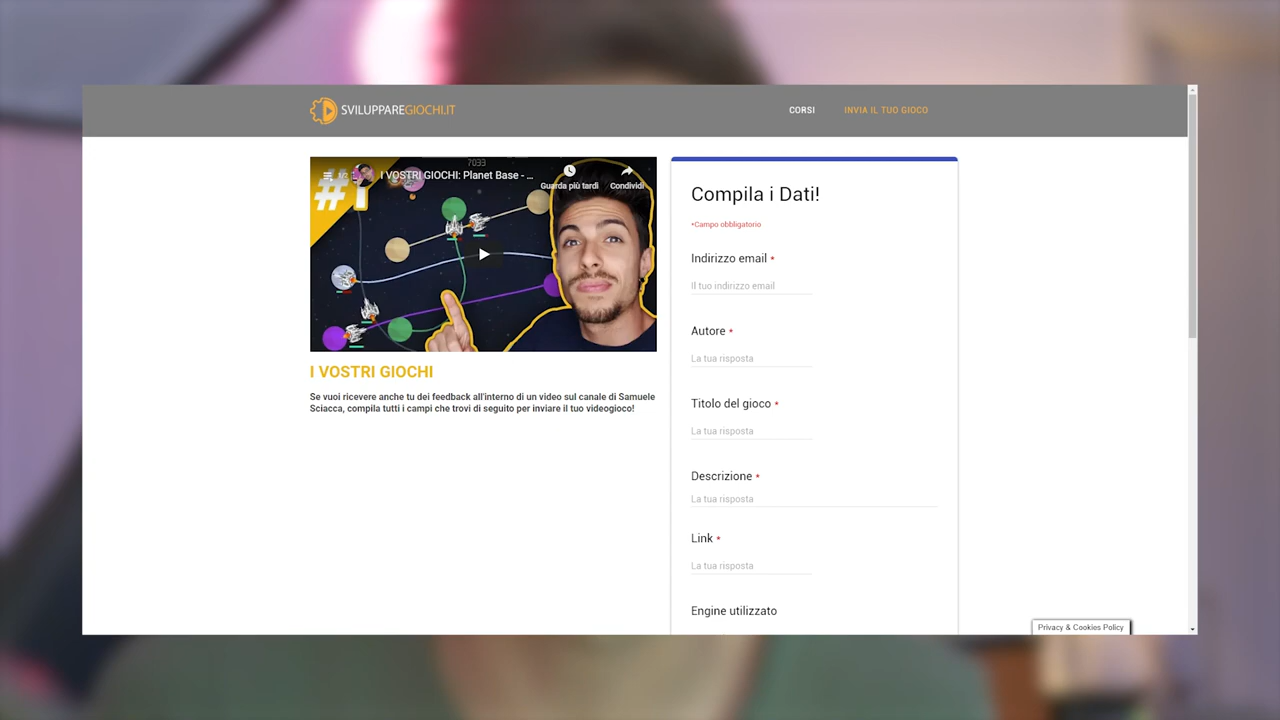 SVILUPPAREGIOCHI.IT
CORSI
INVIA IL TUO GIOCO
7033
I VOSTRI GIOCHI: Planet Base - ...
Guarda più tardi
Condividi
#1
I VOSTRI GIOCHI
Se vuoi ricevere anche tu dei feedback all'interno di un video sul canale di Samuele
Sciacca, compila tutti i campi che trovi di seguito per inviare il tuo videogioco!
Compila i Dati!
*Campo obbligatorio
Indirizzo email *
Il tuo indirizzo email
Autore *
La tua risposta
Titolo del gioco *
La tua risposta
Descrizione *
La tua risposta
Link *
La tua risposta
Engine utilizzato
Privacy & Cookies Policy